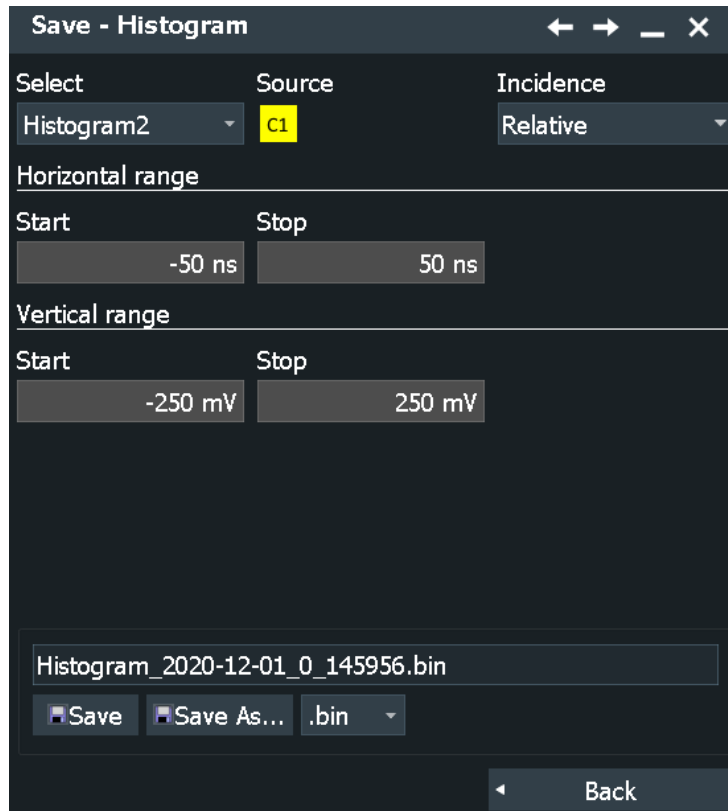 Save - Histogram
Select Source Incidence
Histogram2 C1 Relative
Horizontal range
Start Stop
-50 ns 50 ns
Vertical range
Start Stop
-250 mV 250 mV
Histogram_2020-12-01_0_145956.bin
Save Save As... .bin
Back